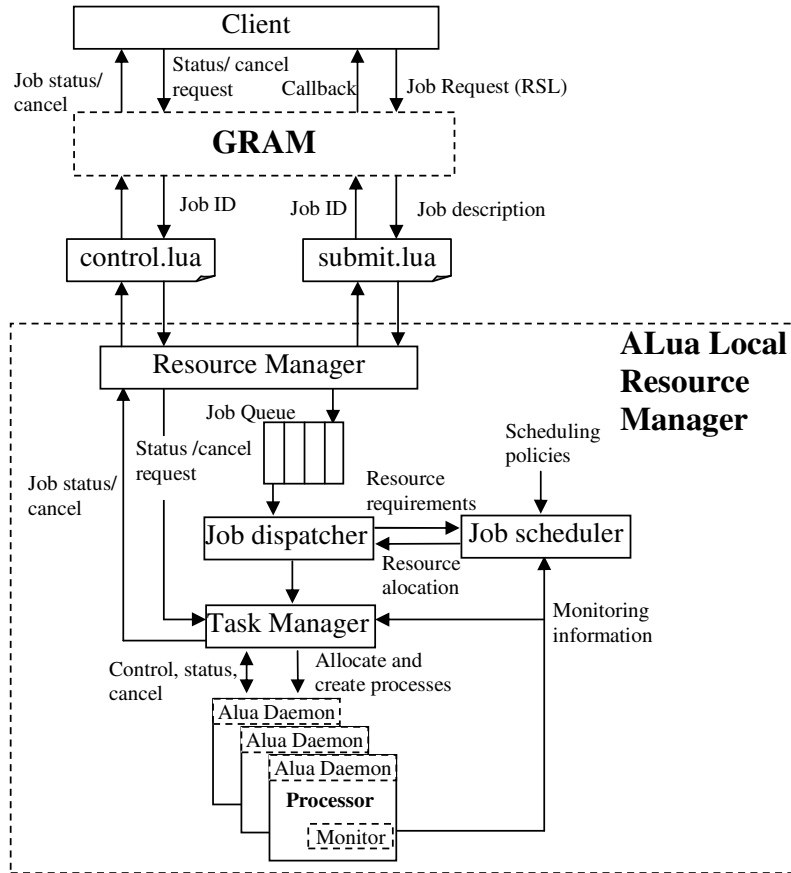 Client
Job status/
cancel
Status/ cancel
request
Callback
Job Request (RSL)
GRAM
Job ID
Job ID
Job description
control.lua
submit.lua
ALua Local
Resource
Manager
Resource Manager
Job Queue
Status /cancel
request
Job status/
cancel
Scheduling
policies
Resource
requirements
Job dispatcher
Job scheduler
Resource
alocation
Task Manager
Monitoring
information
Control, status,
cancel
Allocate and
create processes
Alua Daemon
Alua Daemon
Alua Daemon
Processor
Monitor